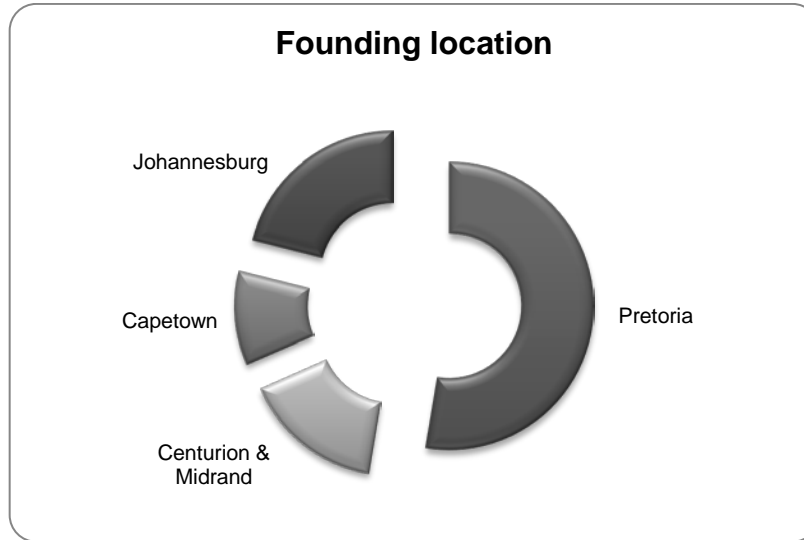 Founding location
Johannesburg
Pretoria
Capetown
Centurion &
Midrand